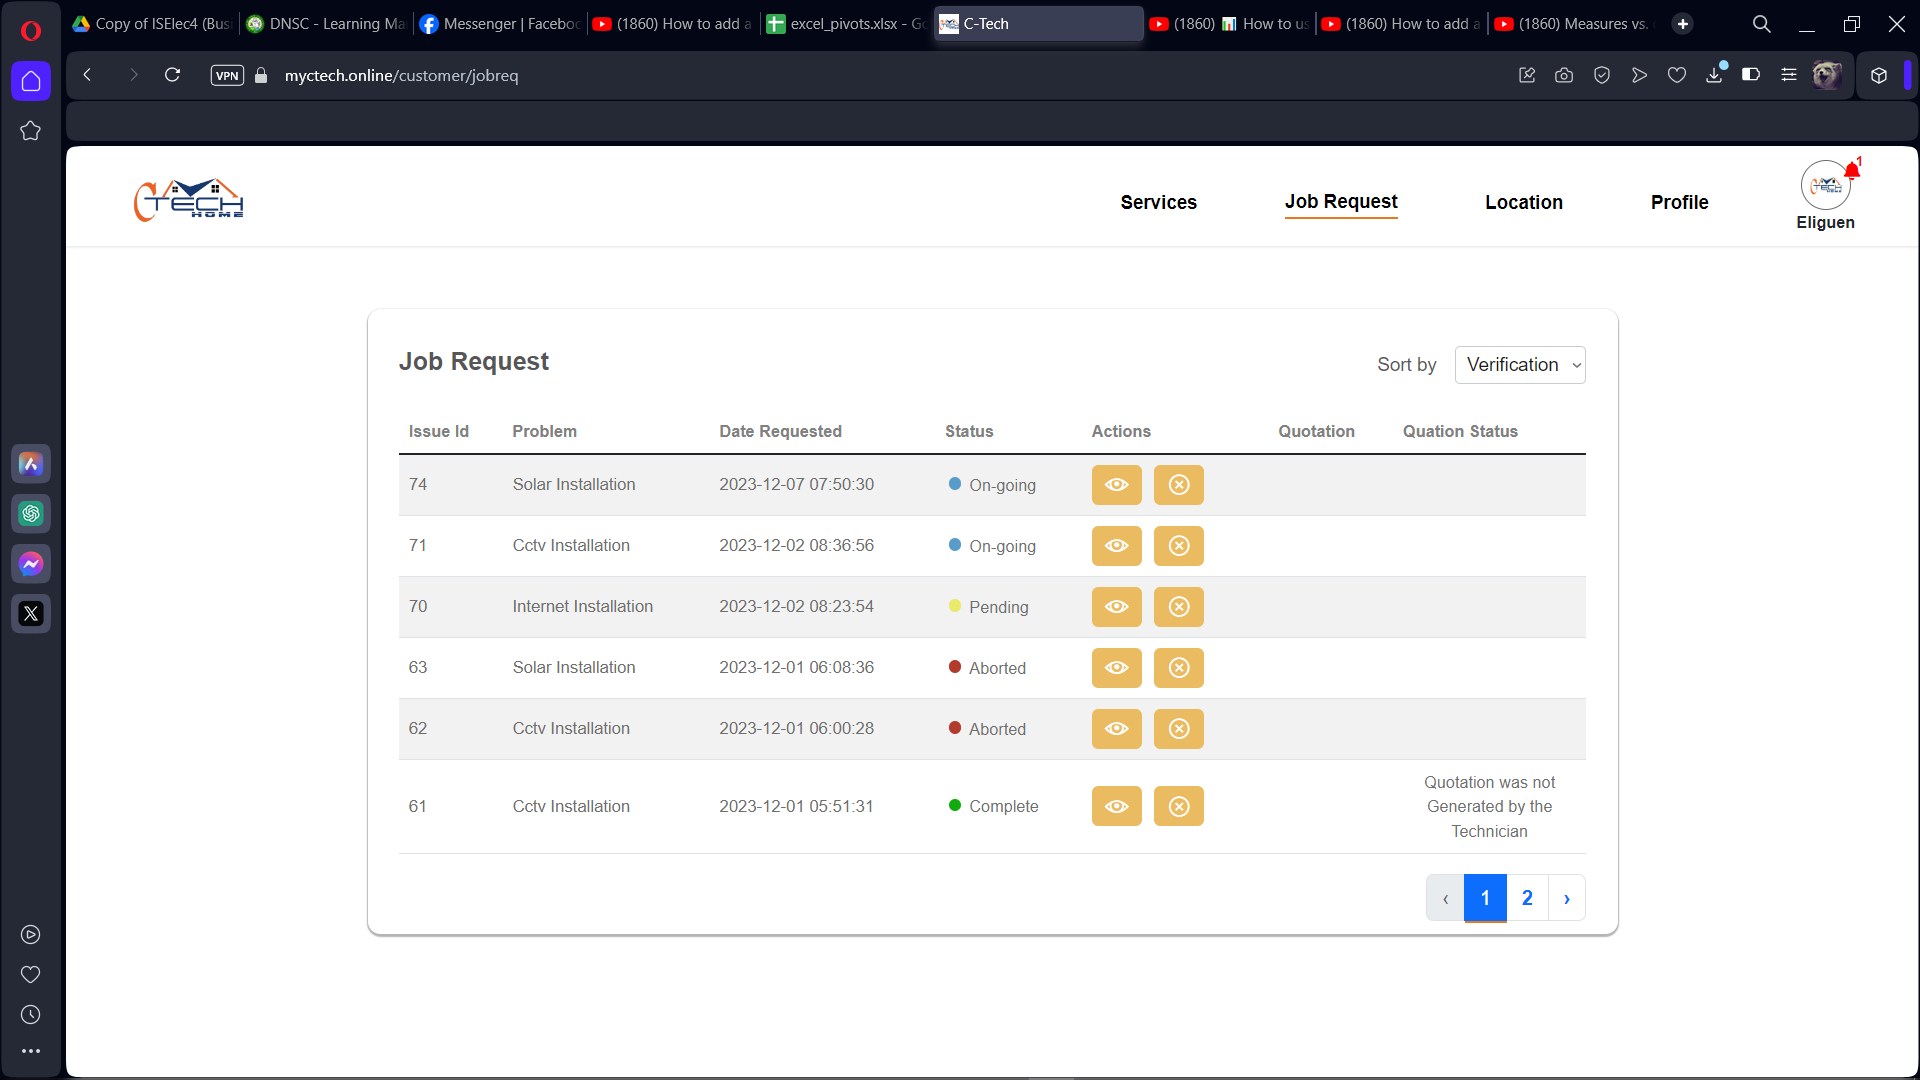 Copy of ISElec4 (Busi
DNSC - Learning Ma
Messenger | Faceboo
(1860) How to add a
excel_pivots.xlsx - Go
C-Tech
(1860) 📊 How to us
(1860) How to add a
(1860) Measures vs.
VPN
myctech.online/customer/jobreq
C TECH
HOME
Services
Job Request
Location
Profile
1
Eliguen
Job Request
Sort by
Verification
Issue Id Problem Date Requested Status Actions Quotation Quation Status
74 Solar Installation 2023-12-07 07:50:30 On-going
71 Cctv Installation 2023-12-02 08:36:56 On-going
70 Internet Installation 2023-12-02 08:23:54 Pending
63 Solar Installation 2023-12-01 06:08:36 Aborted
62 Cctv Installation 2023-12-01 06:00:28 Aborted
61 Cctv Installation 2023-12-01 05:51:31 Complete
Quotation was not
Generated by the
Technician
‹ 1 2 ›